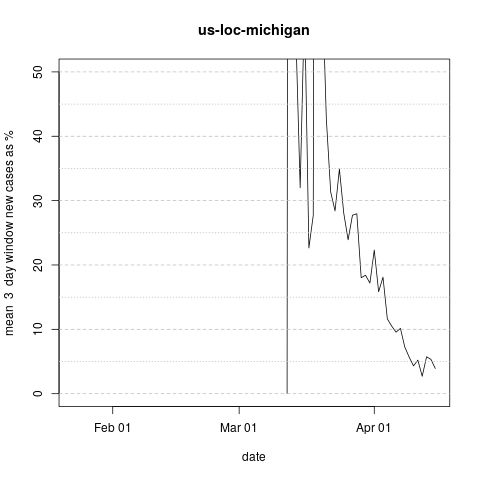 us-loc-michigan
mean 3 day window new cases as %
50
40
30
20
10
0
Feb 01
Mar 01
Apr 01
date